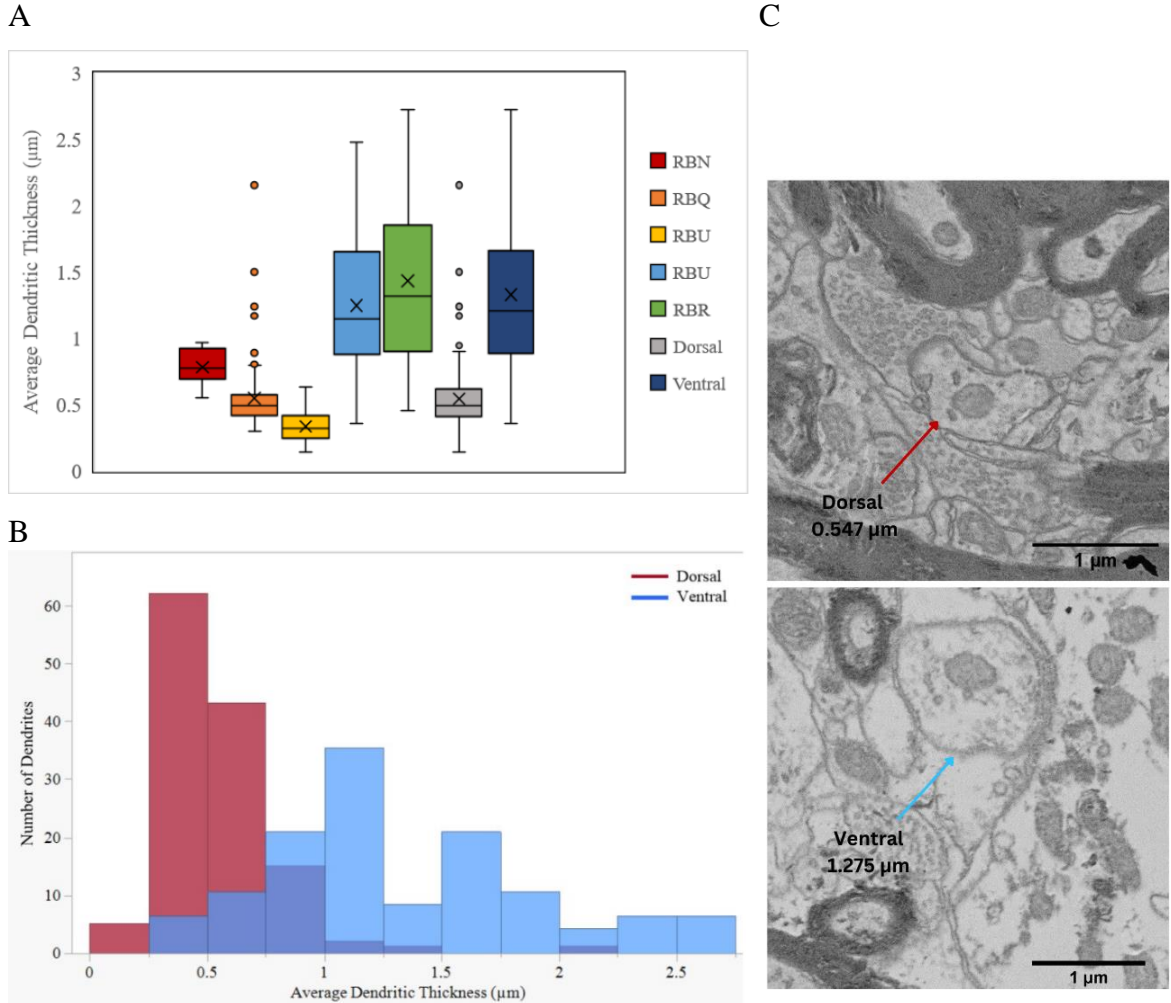 A
C
3
2.5
2
1.5
1
0.5
0
Average Dendritic Thickness (µm)
RBN
RBQ
RBU
RBU
RBR
Dorsal
Ventral
B
Dorsal
Ventral
60
50
40
30
20
10
0
Number of Dendrites
0 0.5 1 1.5 2 2.5
Average Dendritic Thickness (µm)
Dorsal
0.547 µm
1 µm
Ventral
1.275 µm
1 µm